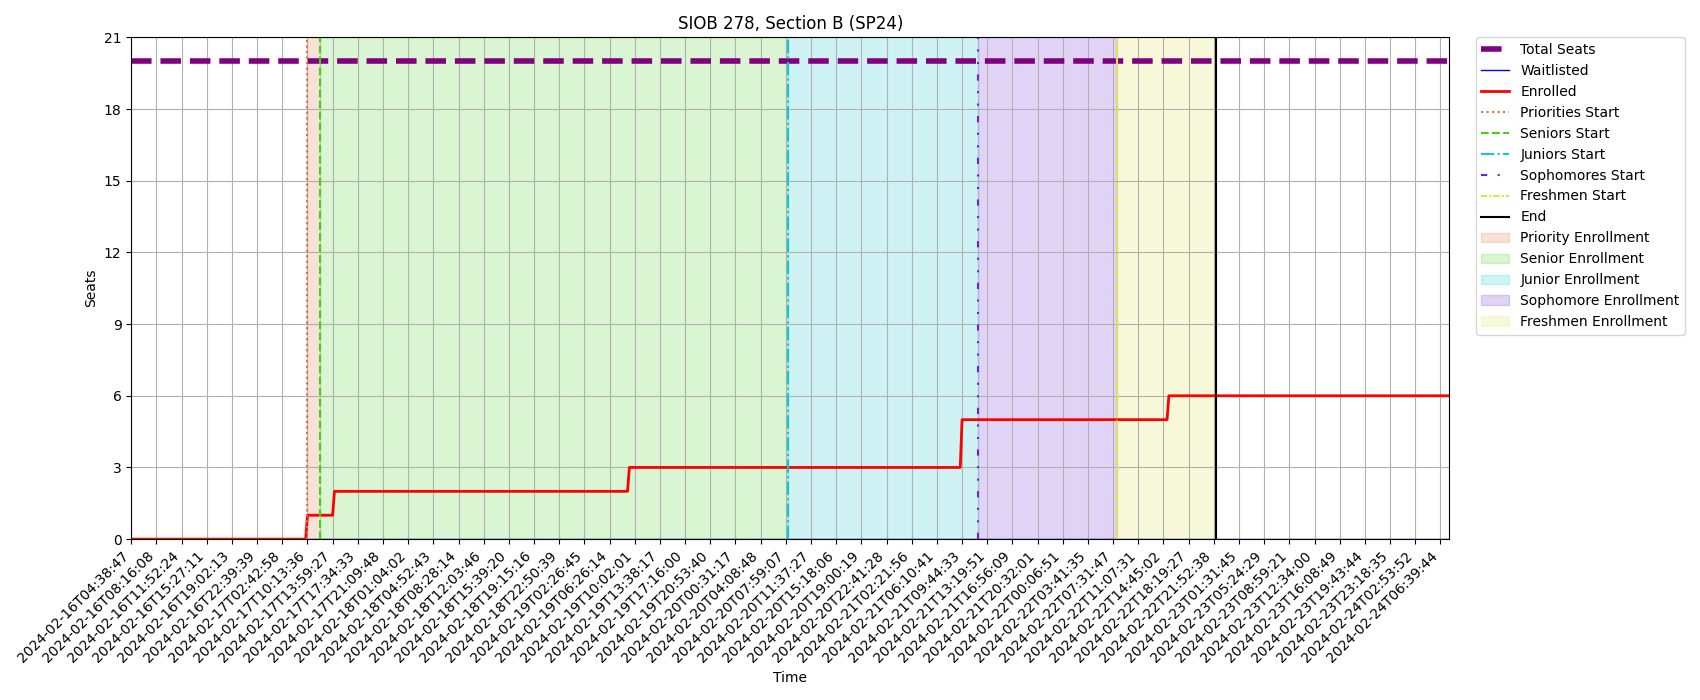 SIOB 278, Section B (SP24)
21
18
15
12
9
6
3
0
Seats
2024-02-16T04:38:47
2024-02-16T08:16:08
2024-02-16T11:52:24
2024-02-16T15:27:11
2024-02-16T19:02:13
2024-02-16T22:39:39
2024-02-17T02:42:58
2024-02-17T10:13:36
2024-02-17T13:59:27
2024-02-17T17:34:33
2024-02-17T21:09:48
2024-02-18T01:04:02
2024-02-18T04:52:43
2024-02-18T08:28:14
2024-02-18T12:03:46
2024-02-18T15:39:20
2024-02-18T19:15:16
2024-02-18T22:50:39
2024-02-19T02:26:45
2024-02-19T06:26:14
2024-02-19T10:02:01
2024-02-19T13:38:17
2024-02-19T17:16:00
2024-02-19T20:53:40
2024-02-20T00:31:17
2024-02-20T04:08:48
2024-02-20T07:59:07
2024-02-20T11:37:27
2024-02-20T15:18:06
2024-02-20T19:00:19
2024-02-20T22:41:28
2024-02-21T02:21:56
2024-02-21T06:10:41
2024-02-21T09:44:33
2024-02-21T13:19:51
2024-02-21T16:56:09
2024-02-21T20:32:01
2024-02-22T00:06:51
2024-02-22T03:41:35
2024-02-22T07:31:47
2024-02-22T11:07:31
2024-02-22T14:45:02
2024-02-22T18:19:27
2024-02-22T21:52:38
2024-02-23T01:31:45
2024-02-23T05:24:29
2024-02-23T08:59:21
2024-02-23T12:34:00
2024-02-23T16:08:49
2024-02-23T19:43:44
2024-02-23T23:18:35
2024-02-24T02:53:52
2024-02-24T06:39:44
Time
Total Seats
Waitlisted
Enrolled
Priorities Start
Seniors Start
Juniors Start
Sophomores Start
Freshmen Start
End
Priority Enrollment
Senior Enrollment
Junior Enrollment
Sophomore Enrollment
Freshmen Enrollment